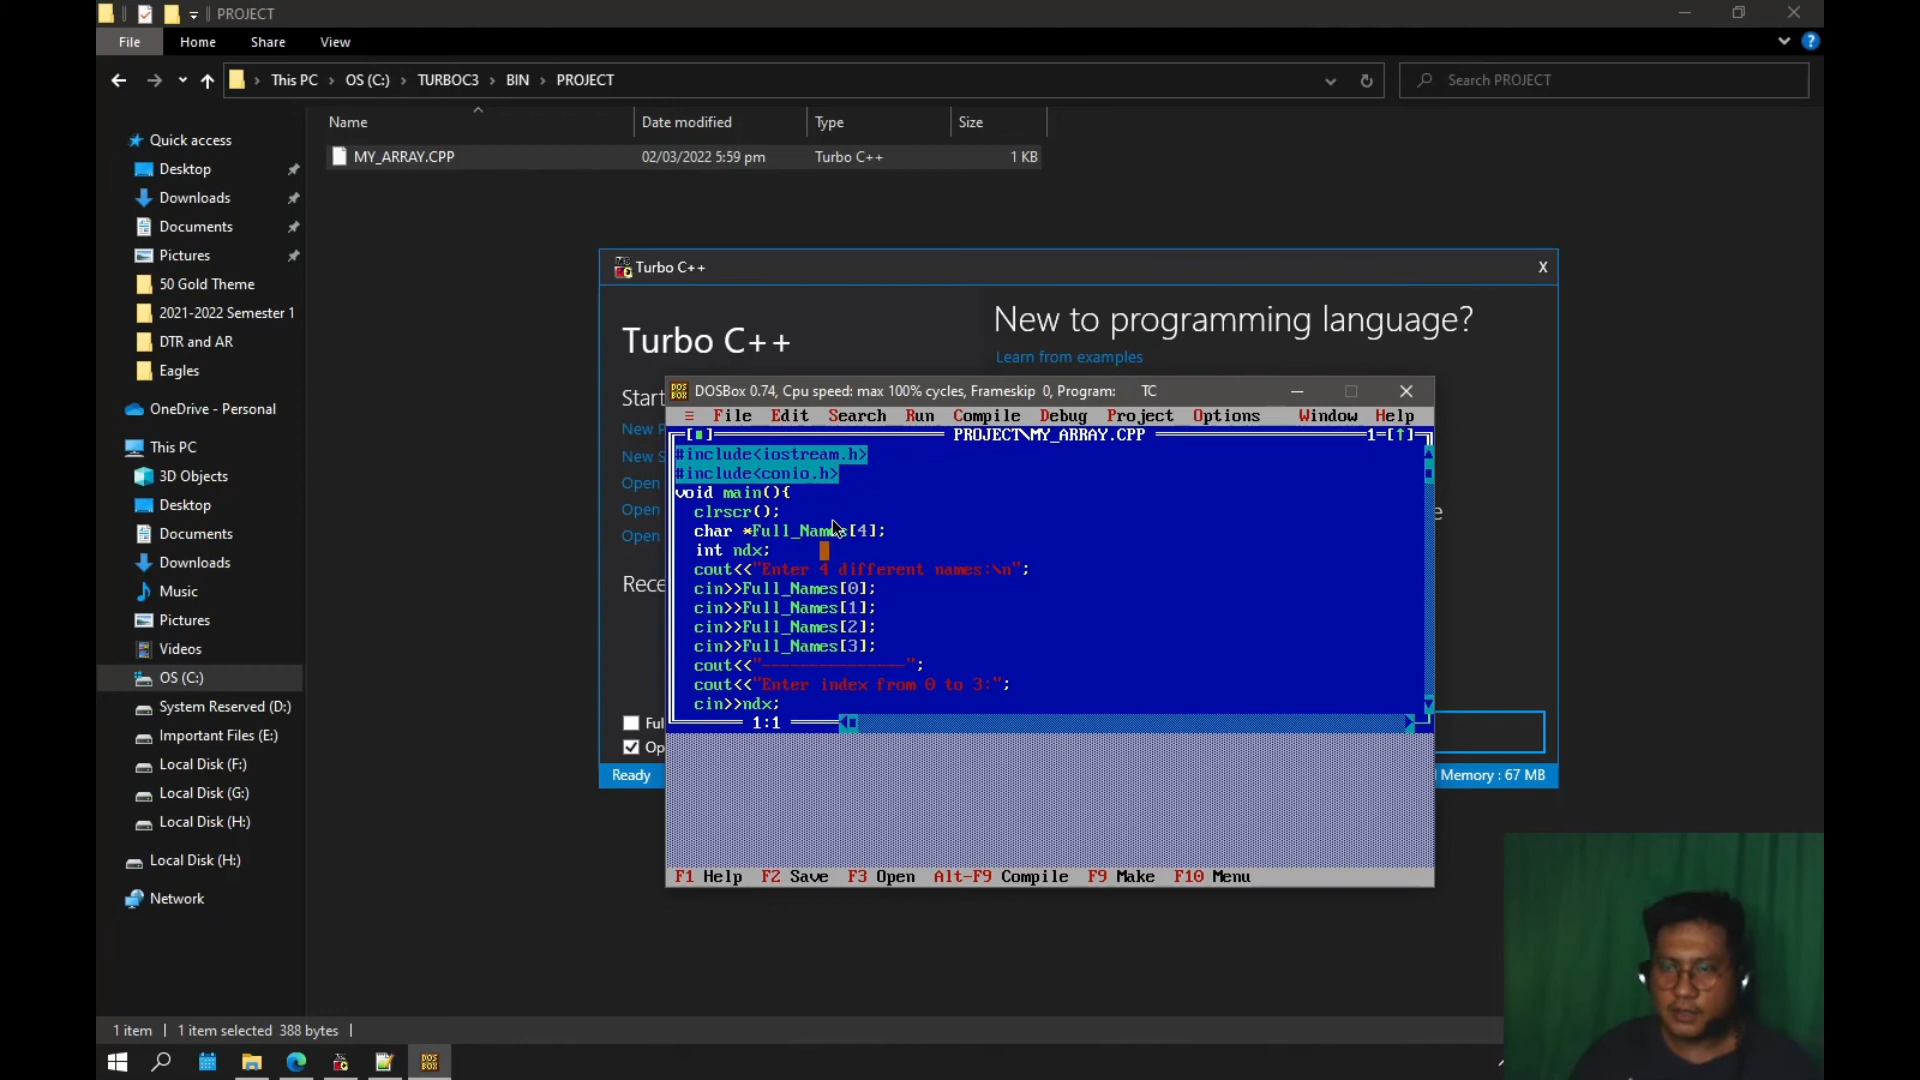 PROJECT
File Home Share View
This PC > OS (C:) > TURBOC3 > BIN > PROJECT
Search PROJECT
Name Date modified Type Size
MY_ARRAY.CPP 02/03/2022 5:59 pm Turbo C++ 1 KB
Quick access
Desktop
Downloads
Documents
Pictures
50 Gold Theme
2021-2022 Semester 1
DTR and AR
Eagles
OneDrive - Personal
This PC
3D Objects
Desktop
Documents
Downloads
Music
Pictures
Videos
OS (C:)
System Reserved (D:)
Important Files (E:)
Local Disk (F:)
Local Disk (G:)
Local Disk (H:)
Local Disk (H:)
Network
1 item | 1 item selected 388 bytes |
Turbo C++ X
Turbo C++
New to programming language?
Learn from examples
Start
New
New
Open
Open
Open
Ready
Memory : 67 MB
DOSBox 0.74, Cpu speed: max 100% cycles, Frameskip 0, Program: TC
≡ File Edit Search Run Compile Debug Project Options Window Help
PROJECT\MY_ARRAY.CPP 1=[↑]
#include<iostream.h>
#include<conio.h>
void main(){
clrscr();
char *Full_Names[4];
int ndx;
cout<<"Enter 4 different names:\n";
cin>>Full_Names[0];
cin>>Full_Names[1];
cin>>Full_Names[2];
cin>>Full_Names[3];
cout<<"---------------";
cout<<"Enter index from 0 to 3:";
cin>>ndx;
1:1
F1 Help F2 Save F3 Open Alt-F9 Compile F9 Make F10 Menu
DOS BOX